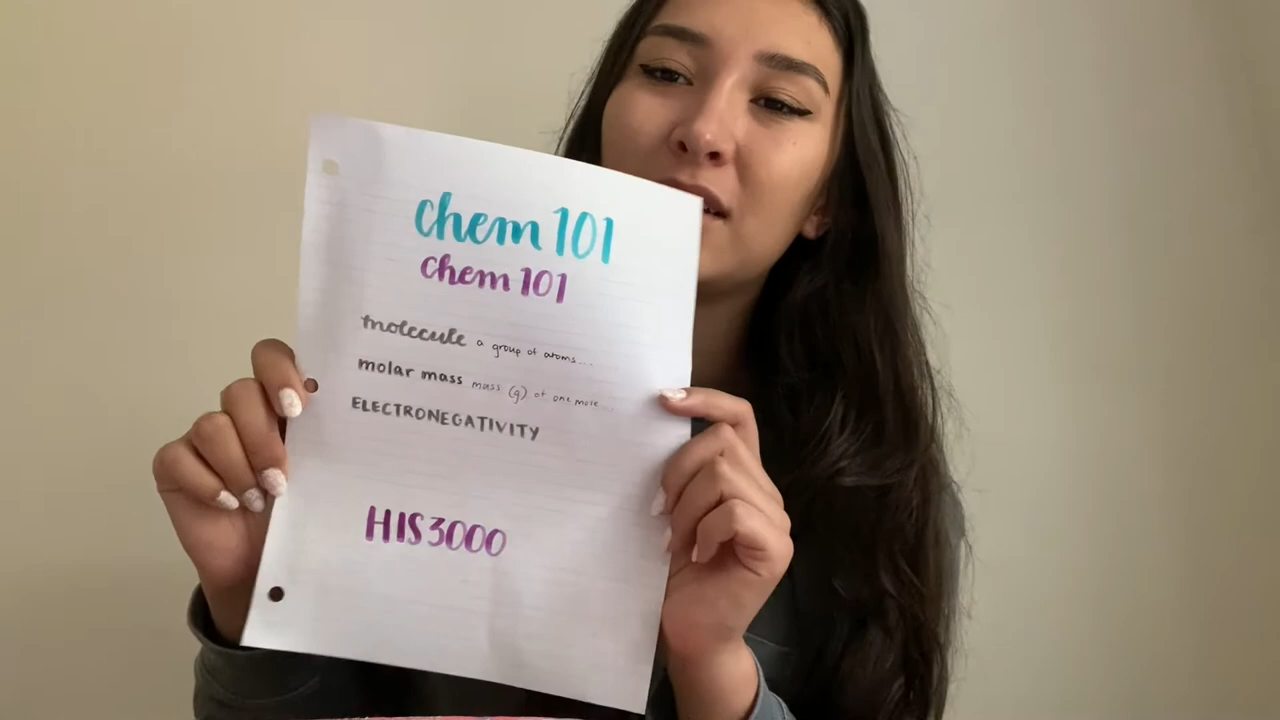 chem 101
chem 101
molecule a group of atoms...
molar mass mass (g) of one mole...
ELECTRONEGATIVITY
HIS3000